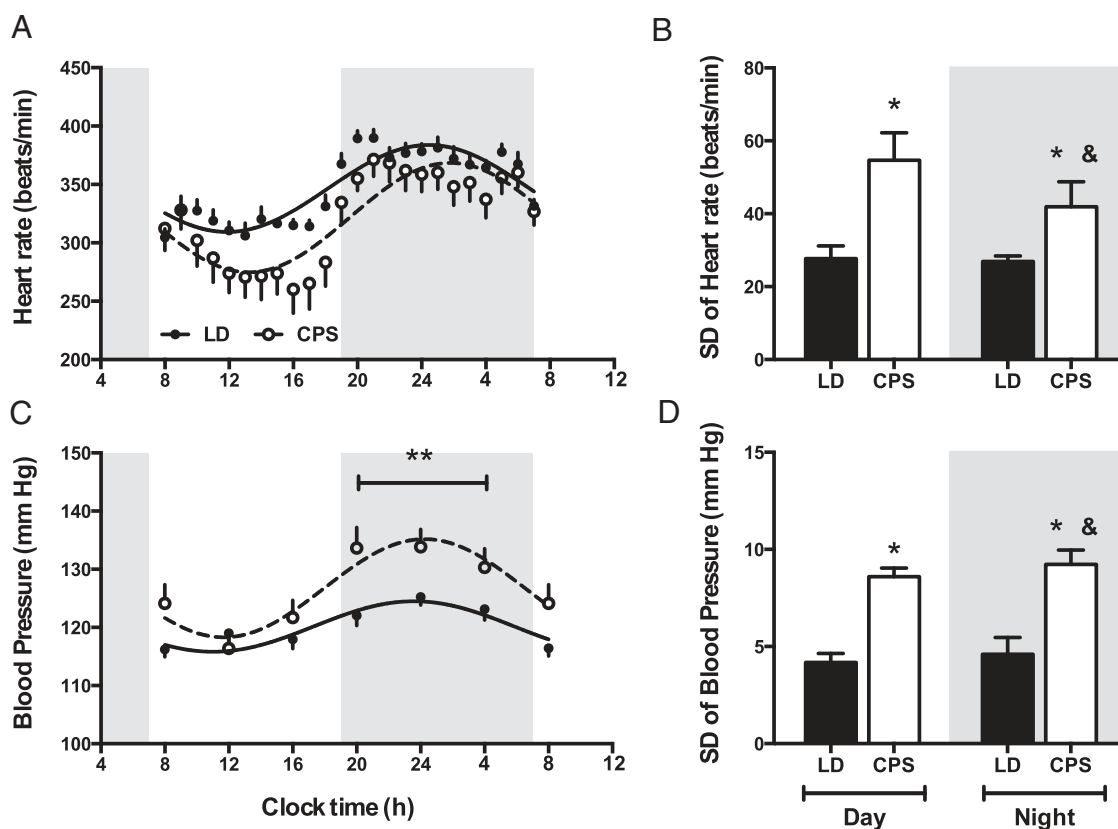 A
Heart rate (beats/min)
450
400
350
300
250
200
LD CPS
4 8 12 16 20 24 4 8 12
B
SD of Heart rate (beats/min)
80
60
40
20
0
*
* &
LD CPS LD CPS
C
Blood Pressure (mm Hg)
150
140
130
120
110
100
**
4 8 12 16 20 24 4 8 12
Clock time (h)
D
SD of Blood Pressure (mm Hg)
15
10
5
0
*
* &
LD CPS LD CPS
Day Night